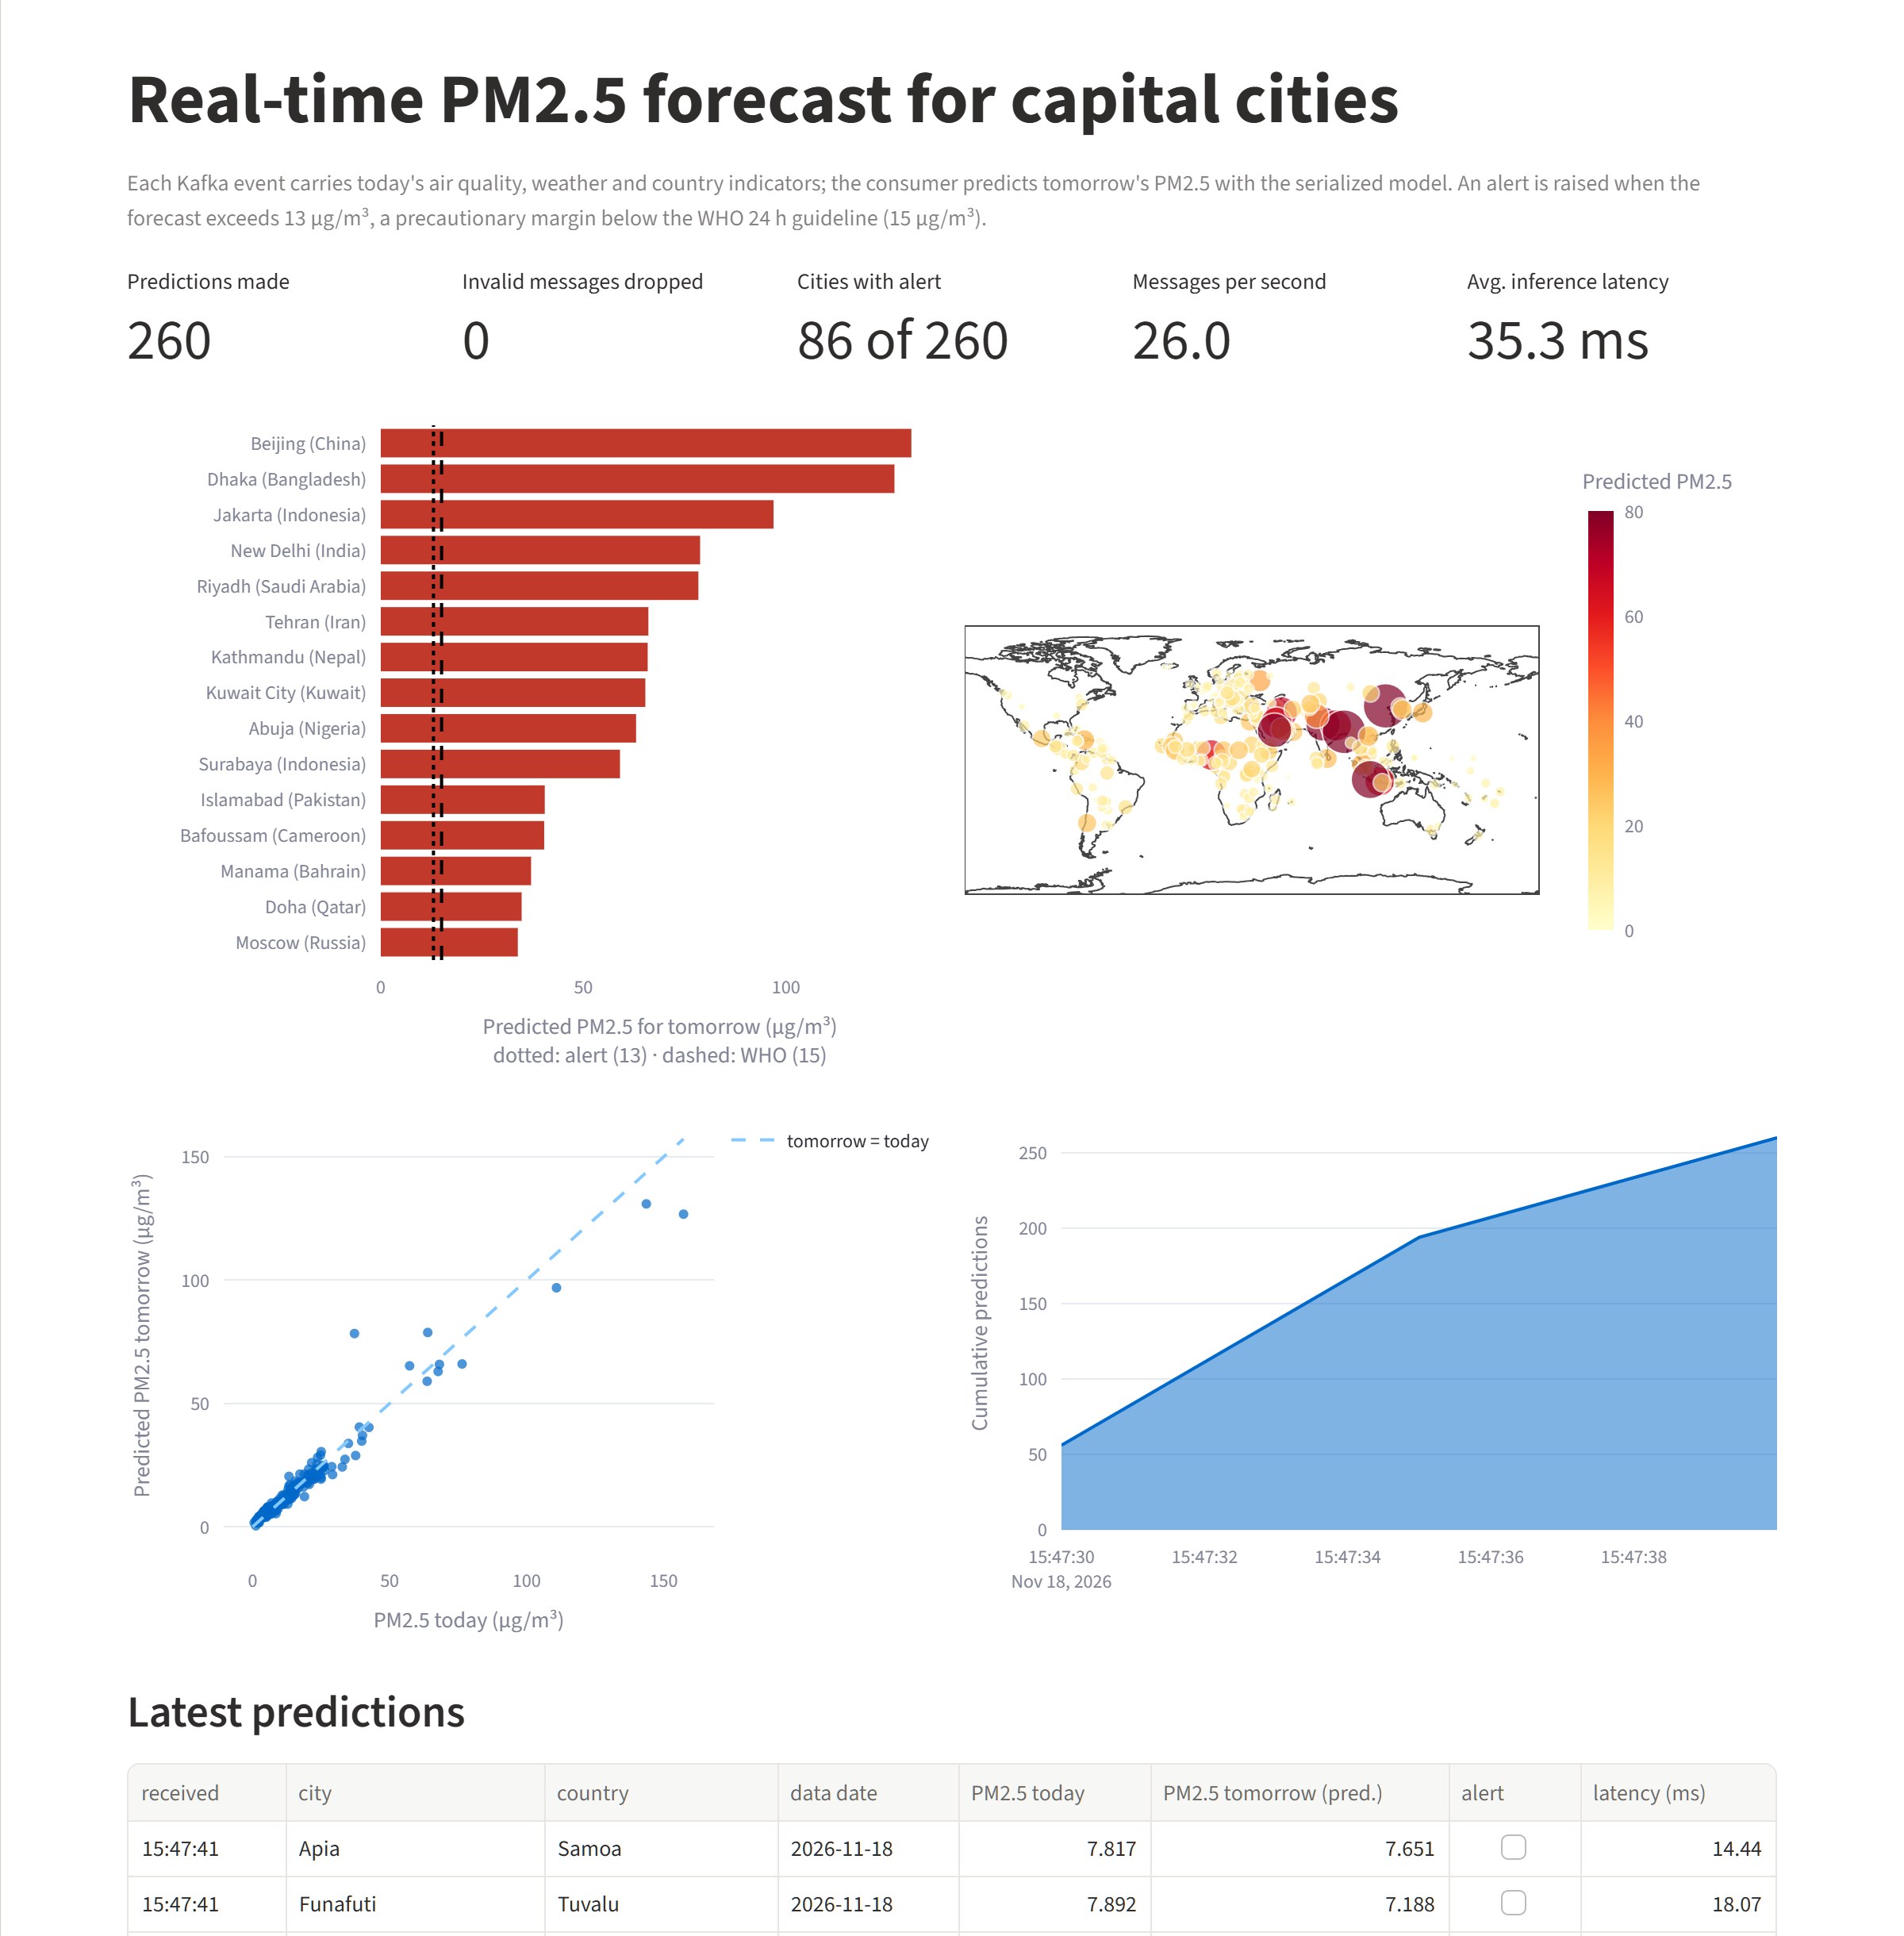 Real-time PM2.5 forecast for capital cities
Each Kafka event carries today's air quality, weather and country indicators; the consumer predicts tomorrow's PM2.5 with the serialized model. An alert is raised when the
forecast exceeds 13 µg/m³, a precautionary margin below the WHO 24 h guideline (15 µg/m³).
Predictions made
260
Invalid messages dropped
0
Cities with alert
86 of 260
Messages per second
26.0
Avg. inference latency
35.3 ms
Beijing (China)
Dhaka (Bangladesh)
Jakarta (Indonesia)
New Delhi (India)
Riyadh (Saudi Arabia)
Tehran (Iran)
Kathmandu (Nepal)
Kuwait City (Kuwait)
Abuja (Nigeria)
Surabaya (Indonesia)
Islamabad (Pakistan)
Bafoussam (Cameroon)
Manama (Bahrain)
Doha (Qatar)
Moscow (Russia)
0 50 100
Predicted PM2.5 for tomorrow (µg/m³)
dotted: alert (13) · dashed: WHO (15)
Predicted PM2.5
80
60
40
20
0
tomorrow = today
Predicted PM2.5 tomorrow (µg/m³)
150
100
50
0
0 50 100 150
PM2.5 today (µg/m³)
Cumulative predictions
250
200
150
100
50
0
15:47:30 15:47:32 15:47:34 15:47:36 15:47:38
Nov 18, 2026
Latest predictions
received city country data date PM2.5 today PM2.5 tomorrow (pred.) alert latency (ms)
15:47:41 Apia Samoa 2026-11-18 7.817 7.651 14.44
15:47:41 Funafuti Tuvalu 2026-11-18 7.892 7.188 18.07